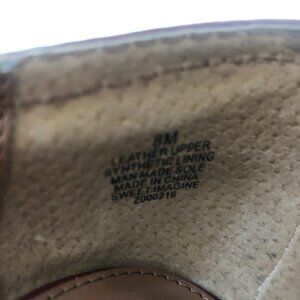 8M
LEATHER UPPER
SYNTHETIC LINING
MAN MADE SOLE
MADE IN CHINA
SWEET IMAGINE
Z000216